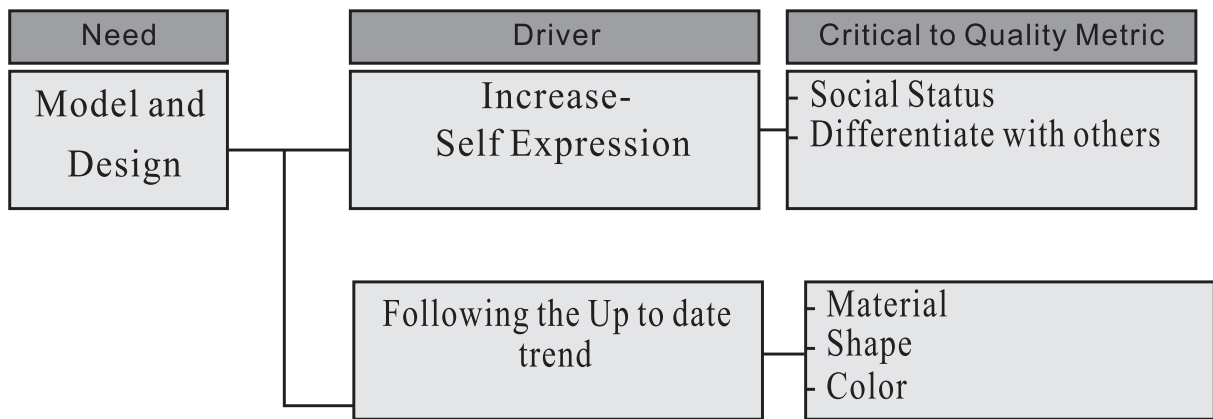 Need
Driver
Critical to Quality Metric
Model and
Design
Increase-
Self Expression
- Social Status
- Differentiate with others
Following the Up to date
trend
- Material
- Shape
- Color